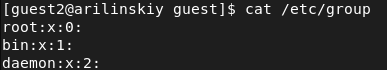 [guest2@arilinskiy guest]$ cat /etc/group
root:x:0:
bin:x:1:
daemon:x:2: